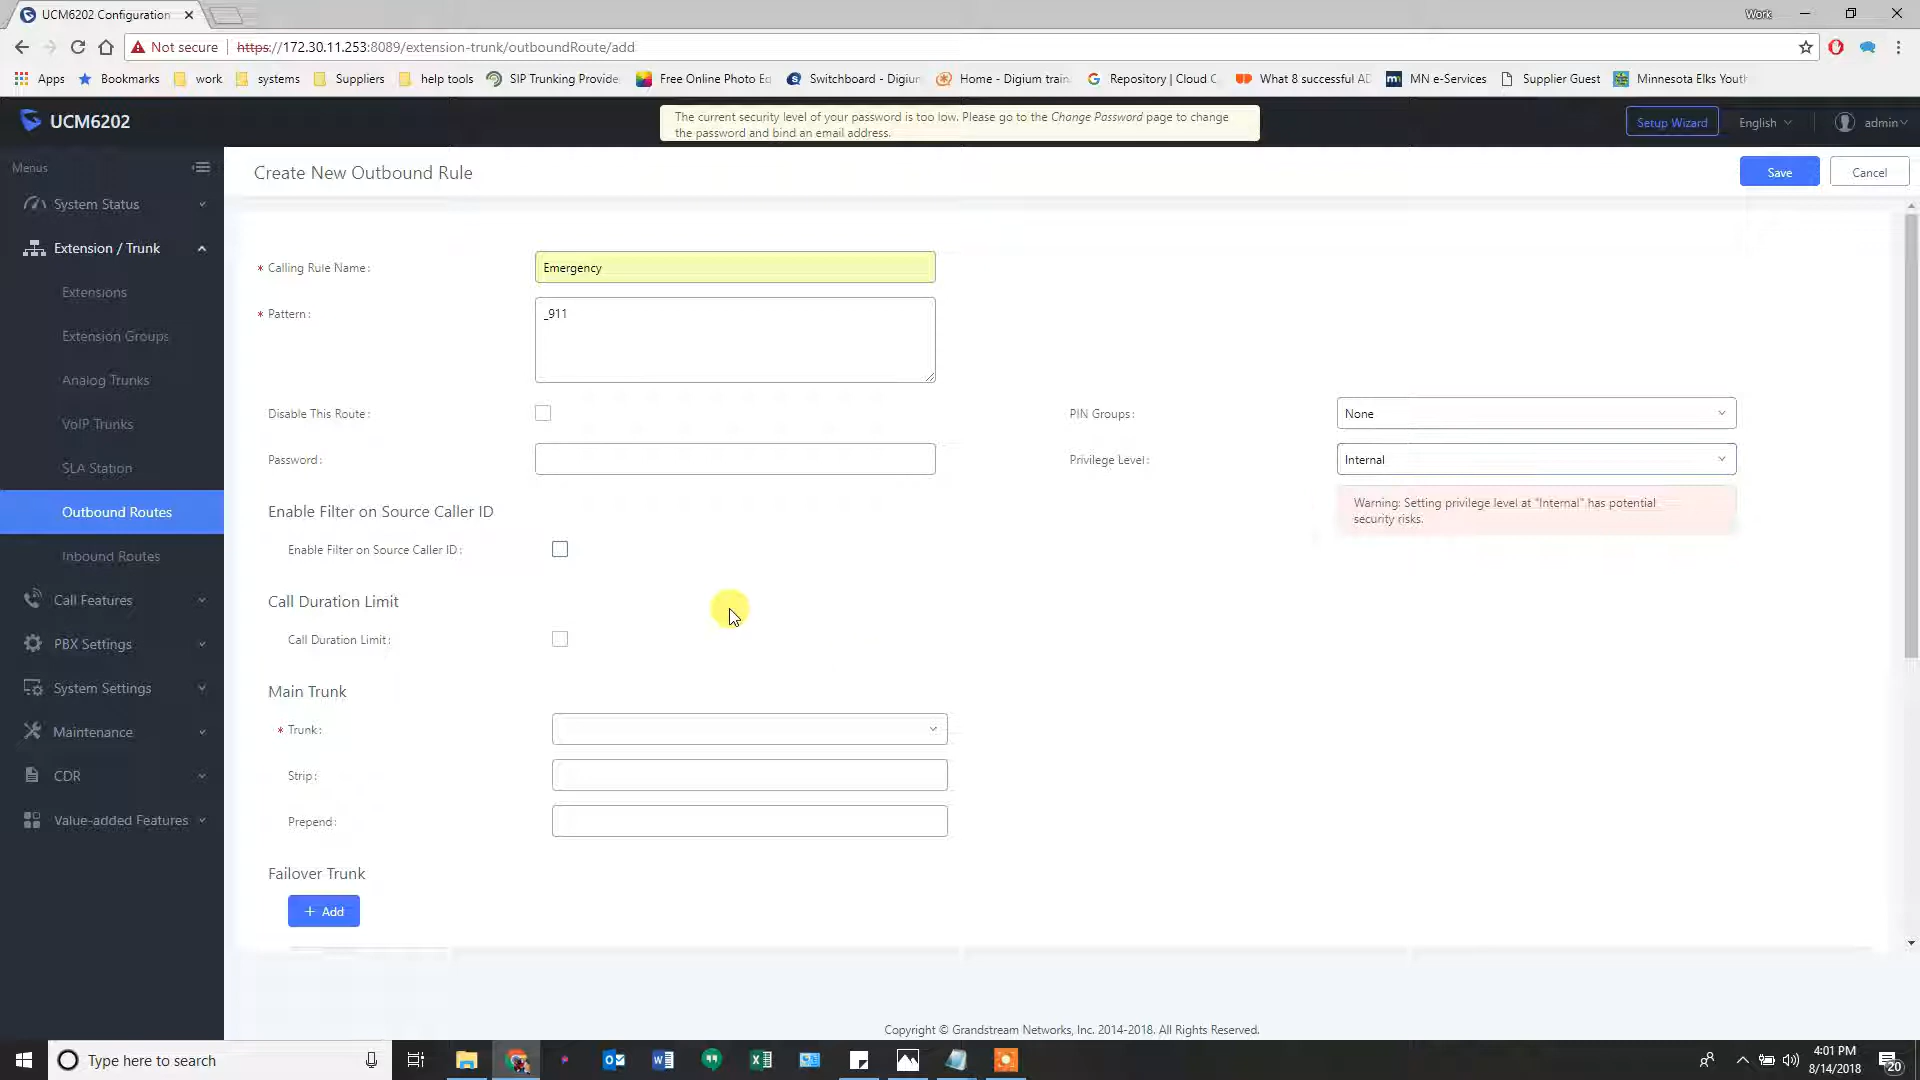 UCM6202 Configuration
Work
Not secure
https://172.30.11.253:8089/extension-trunk/outboundRoute/add
Apps
Bookmarks
work
systems
Suppliers
help tools
SIP Trunking Provide
Free Online Photo Ed
Switchboard - Digiun
Home - Digium train
Repository | Cloud C
What 8 successful AD
MN e-Services
Supplier Guest
Minnesota Elks Youth
UCM6202
The current security level of your password is too low. Please go to the Change Password page to change
the password and bind an email address.
Setup Wizard
English
admin
Menus
System Status
Extension / Trunk
Extensions
Extension Groups
Analog Trunks
VoIP Trunks
SLA Station
Outbound Routes
Inbound Routes
Call Features
PBX Settings
System Settings
Maintenance
CDR
Value-added Features
Create New Outbound Rule
Save
Cancel
* Calling Rule Name:
Emergency
* Pattern:
_911
Disable This Route:
PIN Groups:
None
Password:
Privilege Level:
Internal
Warning: Setting privilege level at "Internal" has potential
security risks.
Enable Filter on Source Caller ID
Enable Filter on Source Caller ID:
Call Duration Limit
Call Duration Limit:
Main Trunk
* Trunk:
Strip:
Prepend:
Failover Trunk
+ Add
Copyright © Grandstream Networks, Inc. 2014-2018. All Rights Reserved.
Type here to search
4:01 PM
8/14/2018
20